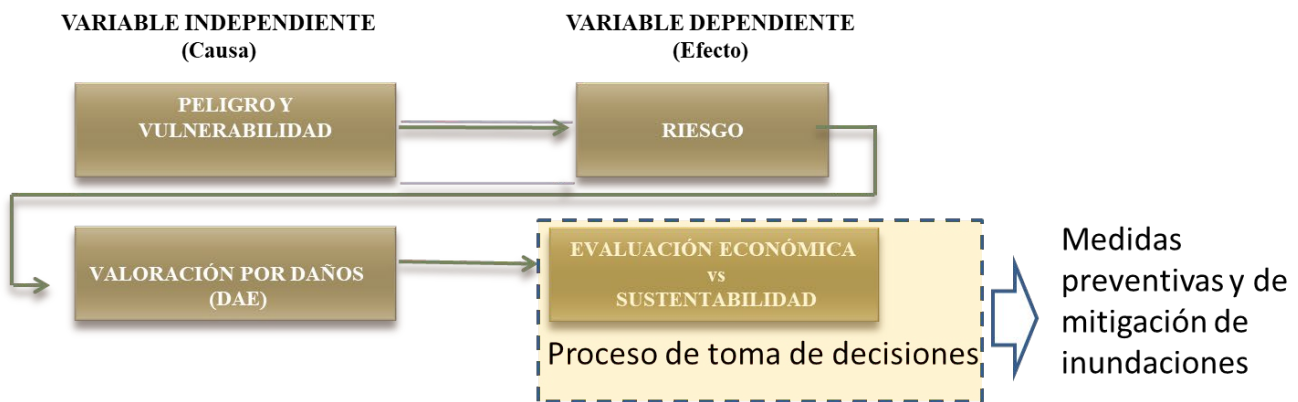 VARIABLE INDEPENDIENTE
(Causa)
VARIABLE DEPENDIENTE
(Efecto)
PELIGRO Y
VULNERABILIDAD
RIESGO
VALORACIÓN POR DAÑOS
(DAE)
EVALUACIÓN ECONÓMICA
vs
SUSTENTABILIDAD
Proceso de toma de decisiones
Medidas
preventivas y de
mitigación de
inundaciones